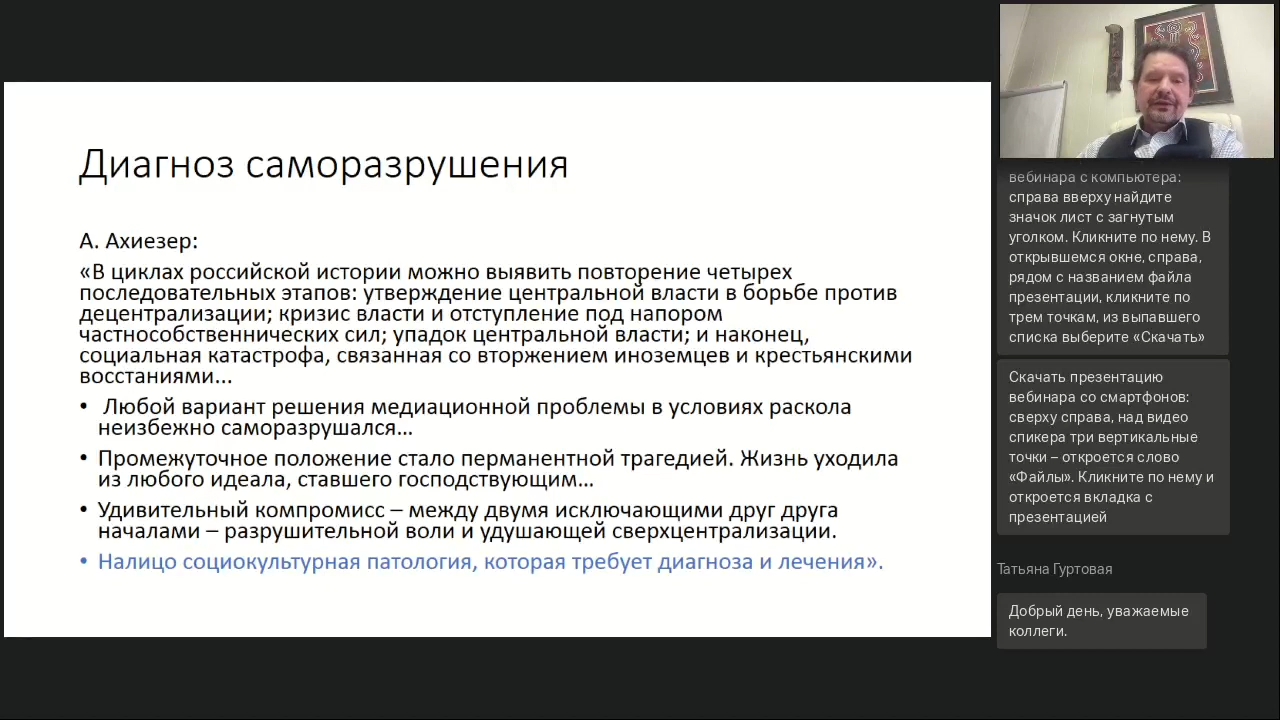 Диагноз саморазрушения
А. Ахиезер:
«В циклах российской истории можно выявить повторение четырех
последовательных этапов: утверждение центральной власти в борьбе против
децентрализации; кризис власти и отступление под напором
частнособственнических сил; упадок центральной власти; и наконец,
социальная катастрофа, связанная со вторжением иноземцев и крестьянскими
восстаниями...
• Любой вариант решения медиационной проблемы в условиях раскола
неизбежно саморазрушался...
• Промежуточное положение стало перманентной трагедией. Жизнь уходила
из любого идеала, ставшего господствующим...
• Удивительный компромисс – между двумя исключающими друг друга
началами – разрушительной воли и удушающей сверхцентрализации.
• Налицо социокультурная патология, которая требует диагноза и лечения».
вебинара с компьютера:
справа вверху найдите
значок лист с загнутым
уголком. Кликните по нему. В
открывшемся окне, справа,
рядом с названием файла
презентации, кликните по
трем точкам, из выпавшего
списка выберите «Скачать»
Скачать презентацию
вебинара со смартфонов:
сверху справа, над видео
спикера три вертикальные
точки – откроется слово
«Файлы». Кликните по нему и
откроется вкладка с
презентацией
Татьяна Гуртовая
Добрый день, уважаемые
коллеги.